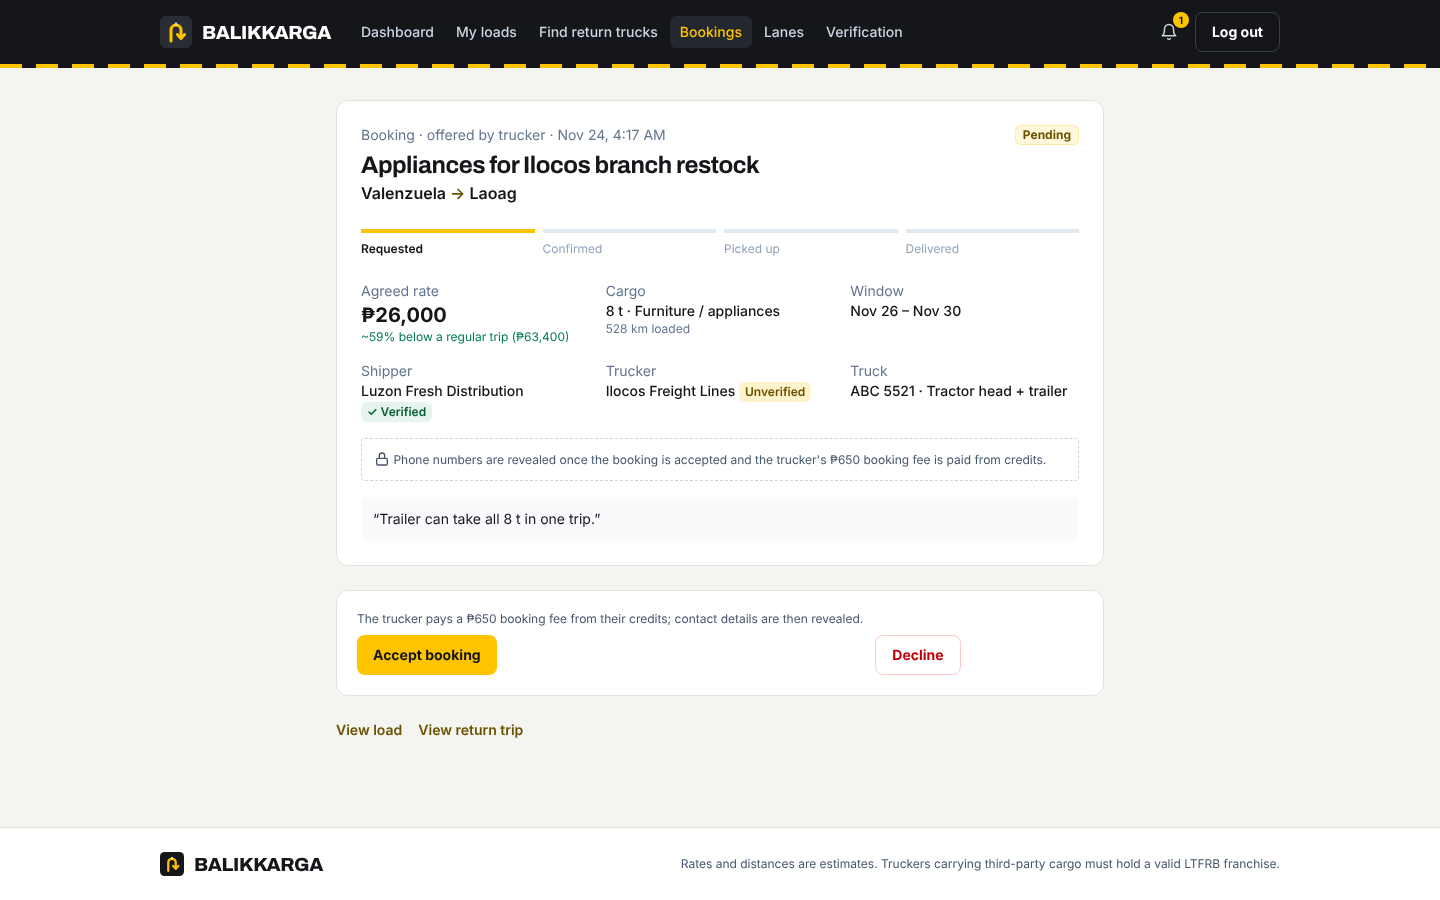 BALIKKARGA Dashboard My loads Find return trucks Bookings Lanes Verification 1 Log out
Booking · offered by trucker · Nov 24, 4:17 AM Pending
Appliances for Ilocos branch restock
Valenzuela → Laoag
Requested Confirmed Picked up Delivered
Agreed rate Cargo Window
₱26,000 8 t · Furniture / appliances Nov 26 – Nov 30
~59% below a regular trip (₱63,400) 528 km loaded
Shipper Trucker Truck
Luzon Fresh Distribution Ilocos Freight Lines Unverified ABC 5521 · Tractor head + trailer
✓ Verified
Phone numbers are revealed once the booking is accepted and the trucker's ₱650 booking fee is paid from credits.
“Trailer can take all 8 t in one trip.”
The trucker pays a ₱650 booking fee from their credits; contact details are then revealed.
Accept booking Decline
View load View return trip
BALIKKARGA Rates and distances are estimates. Truckers carrying third-party cargo must hold a valid LTFRB franchise.